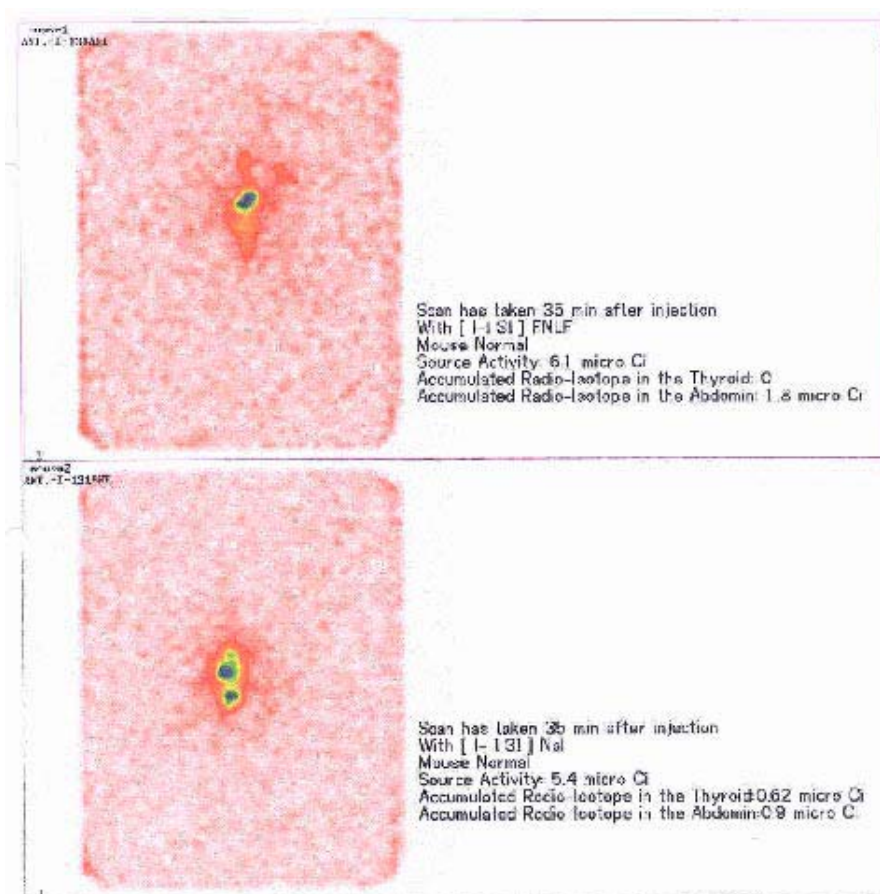 Scan has taken 35 min after injection
With [ I-131 ] FNLF
Mouse Normal
Source Activity: 6.1 micro Ci
Accumulated Radio-Isotope in the Thyroid: 0
Accumulated Radio-Isotope in the Abdomin: 1.8 micro Ci
mouse2
Scan has taken 35 min after injection
With [ I-131 ] NaI
Mouse Normal
Source Activity: 5.4 micro Ci
Accumulated Radio-Isotope in the Thyroid:0.62 micro Ci
Accumulated Radio-Isotope in the Abdomin:0.9 micro Ci